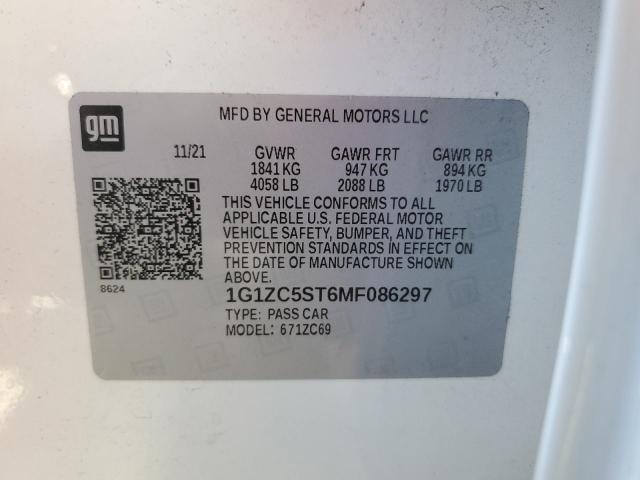 gm
MFD BY GENERAL MOTORS LLC
11/21 GVWR GAWR FRT GAWR RR
1841 KG 947 KG 894 KG
4058 LB 2088 LB 1970 LB
THIS VEHICLE CONFORMS TO ALL
APPLICABLE U.S. FEDERAL MOTOR
VEHICLE SAFETY, BUMPER, AND THEFT
PREVENTION STANDARDS IN EFFECT ON
THE DATE OF MANUFACTURE SHOWN
ABOVE.
8624
1G1ZC5ST6MF086297
TYPE: PASS CAR
MODEL: 671ZC69